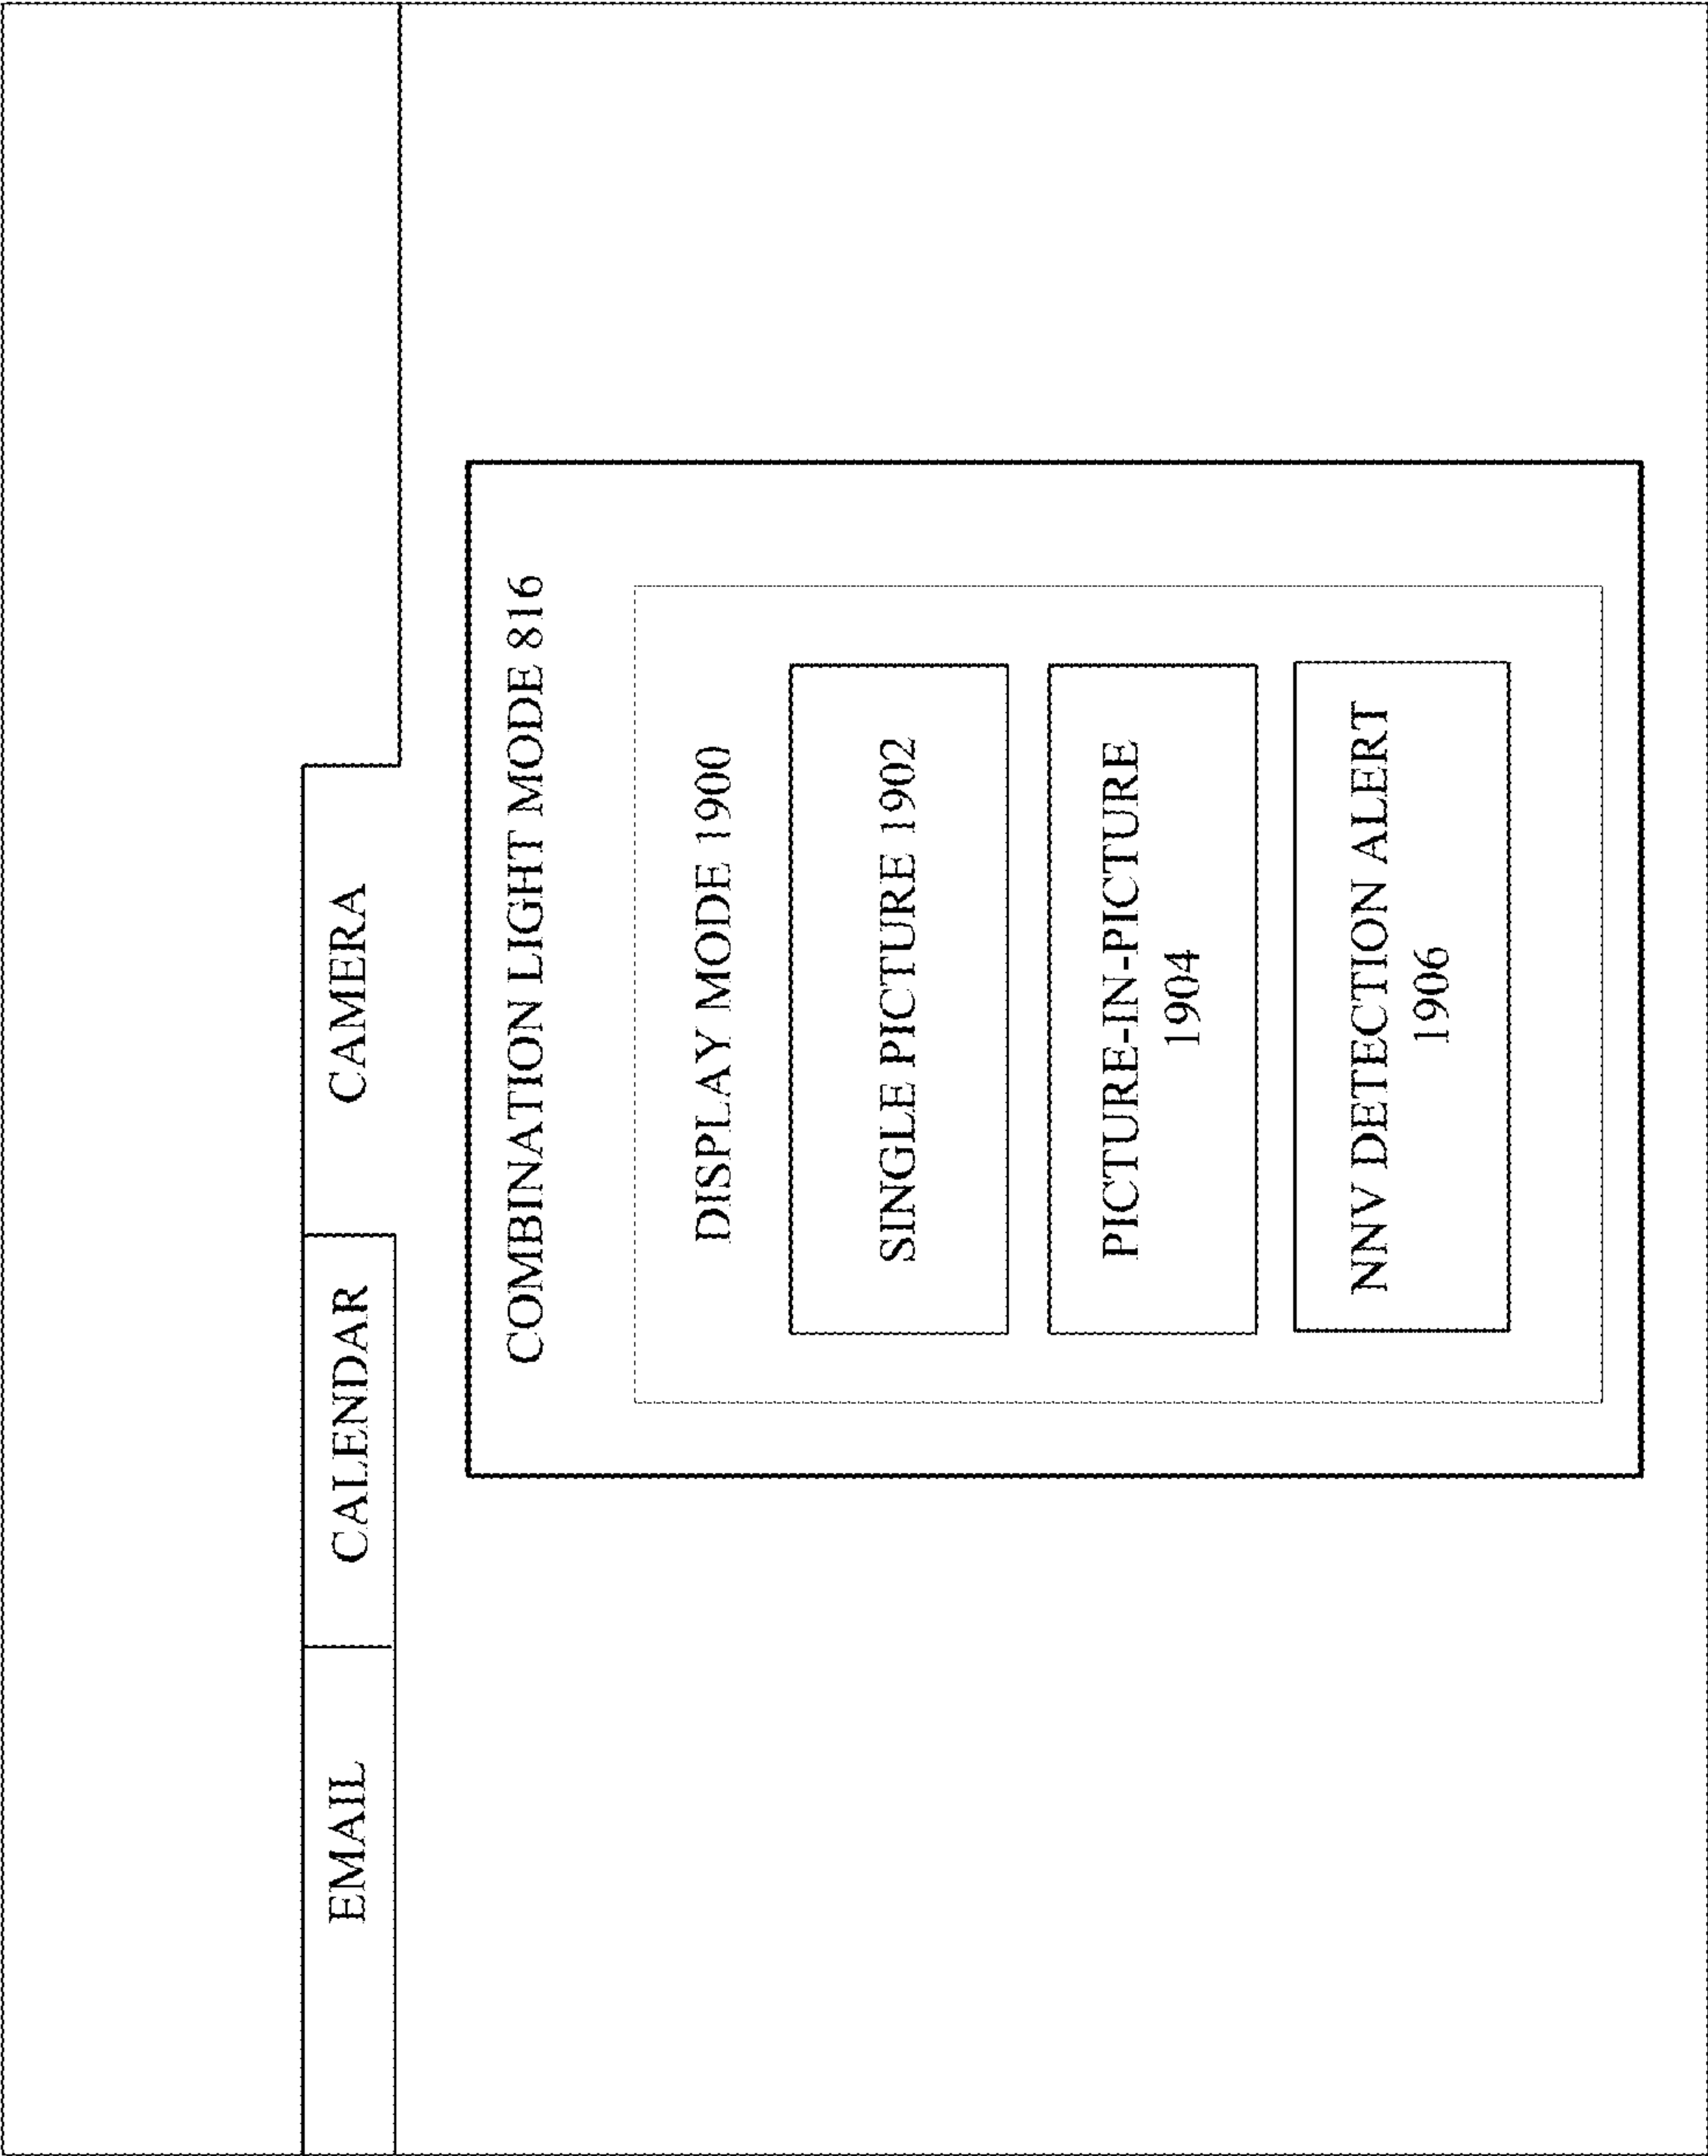 EMAIL
CALENDAR
CAMERA
COMBINATION LIGHT MODE 816
DISPLAY MODE 1900
SINGLE PICTURE 1902
PICTURE-IN-PICTURE
1904
NNV DETECTION ALERT
1906